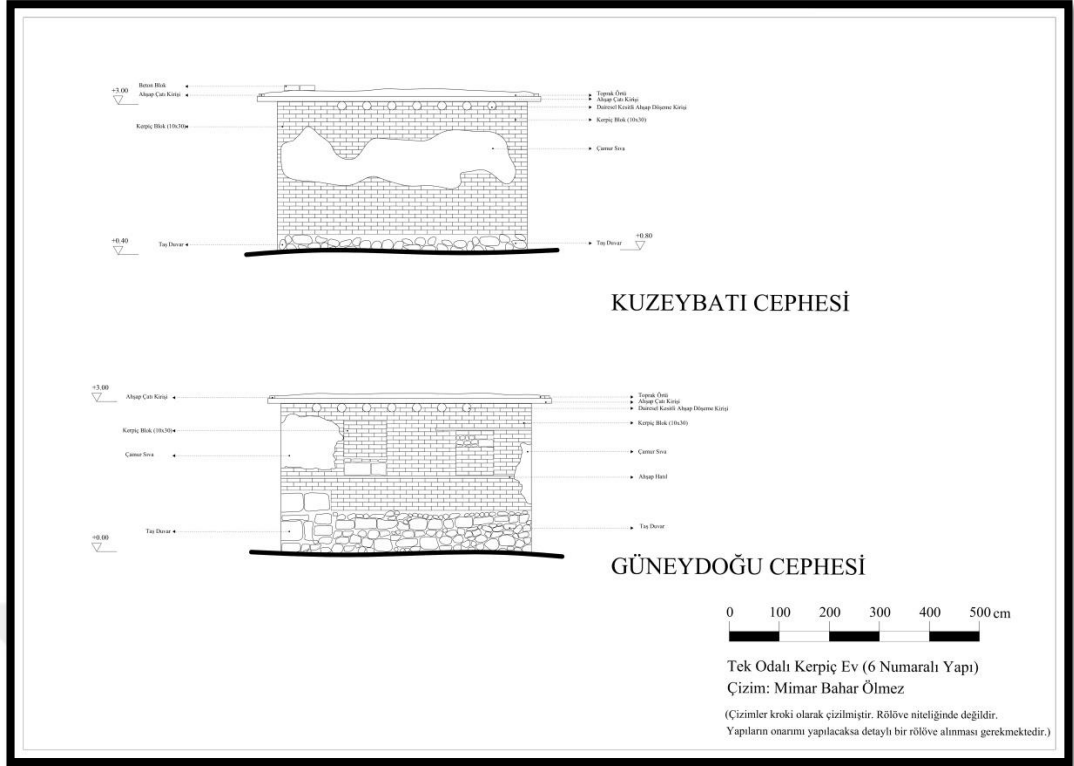 Beton Blok
+3.00
Ahşap Çatı Kirişi
Toprak Örtü
Ahşap Çatı Kirişi
Dairesel Kesitli Ahşap Döşeme Kirişi
Kerpiç Blok (10x30)
Kerpiç Blok (10x30)
Çamur Sıva
+0.40
Taş Duvar
Taş Duvar
+0.80
KUZEYBATI CEPHESİ
+3.00
Ahşap Çatı Kirişi
Toprak Örtü
Ahşap Çatı Kirişi
Dairesel Kesitli Ahşap Döşeme Kirişi
Kerpiç Blok (10x30)
Kerpiç Blok (10x30)
Çamur Sıva
Çamur Sıva
Ahşap Hatıl
Taş Duvar
Taş Duvar
+0.00
GÜNEYDOĞU CEPHESİ
0 100 200 300 400 500 cm
Tek Odalı Kerpiç Ev (6 Numaralı Yapı)
Çizim: Mimar Bahar Ölmez
(Çizimler kroki olarak çizilmiştir. Rölöve niteliğinde değildir.
Yapıların onarımı yapılacaksa detaylı bir rölöve alınması gerekmektedir.)